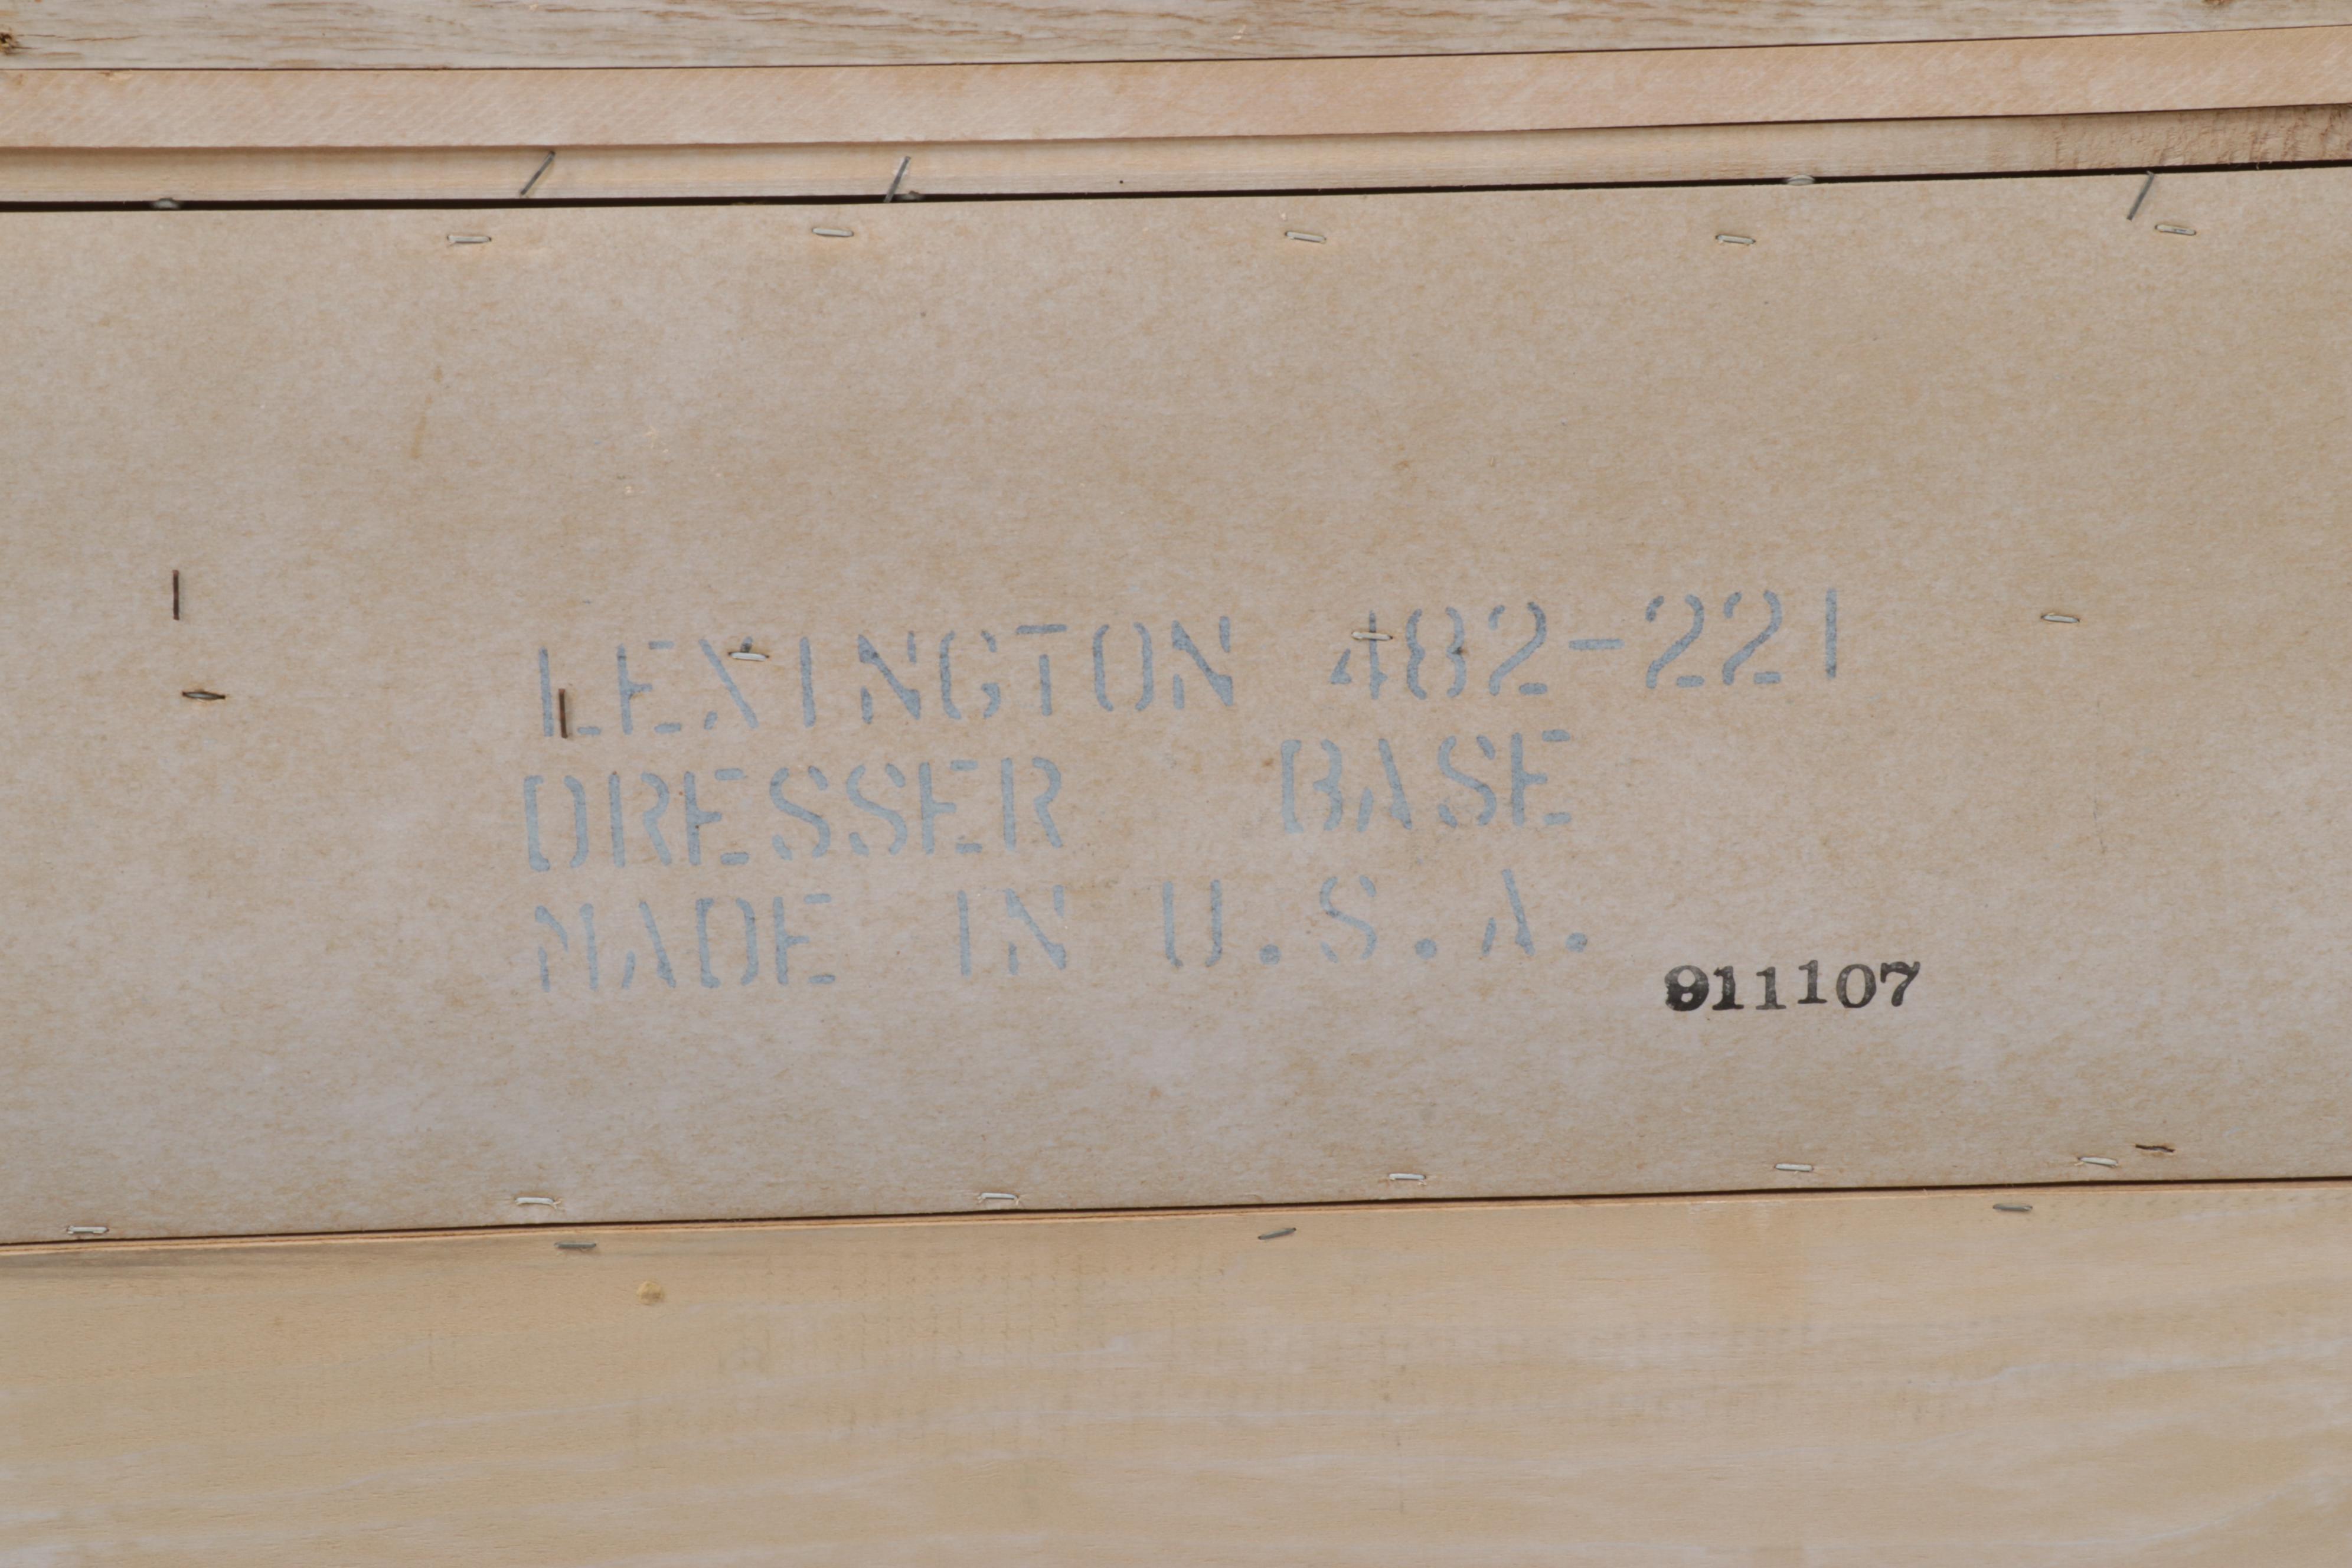 LEXINGTON 482-221
DRESSER BASE
MADE IN U.S.A.
911107